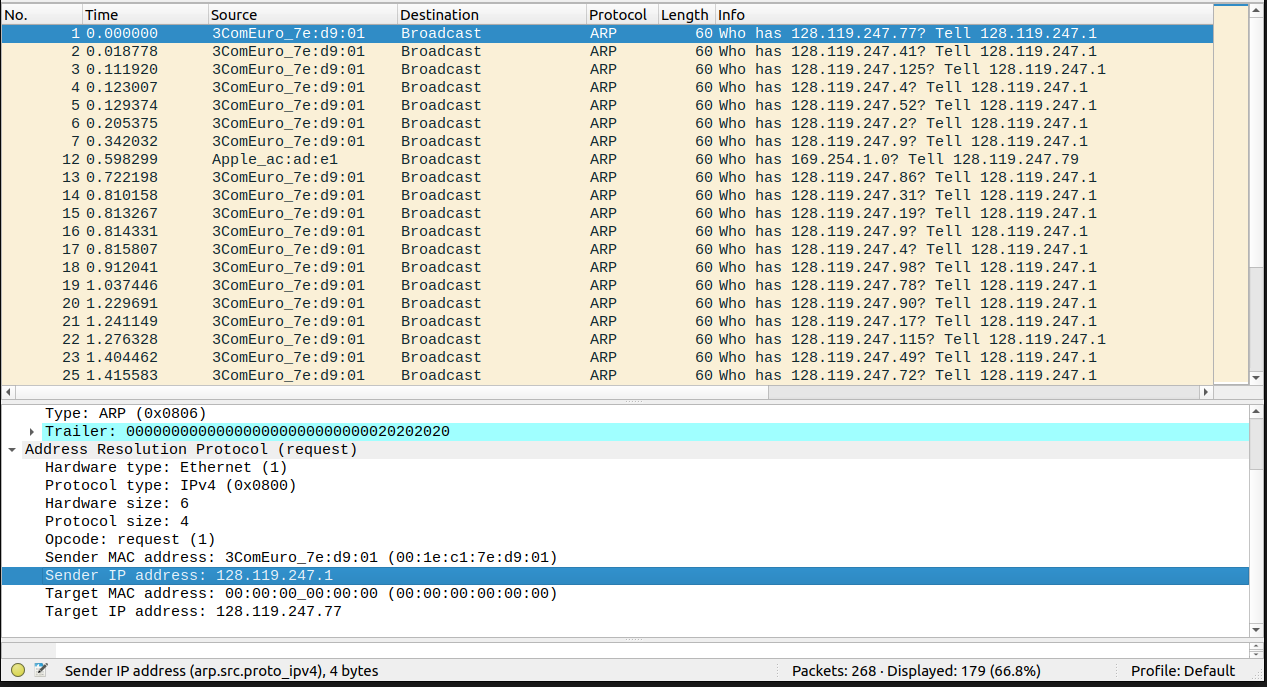 No. Time Source Destination Protocol Length Info
1 0.000000 3ComEuro_7e:d9:01 Broadcast ARP 60 Who has 128.119.247.77? Tell 128.119.247.1
2 0.018778 3ComEuro_7e:d9:01 Broadcast ARP 60 Who has 128.119.247.41? Tell 128.119.247.1
3 0.111920 3ComEuro_7e:d9:01 Broadcast ARP 60 Who has 128.119.247.125? Tell 128.119.247.1
4 0.123007 3ComEuro_7e:d9:01 Broadcast ARP 60 Who has 128.119.247.4? Tell 128.119.247.1
5 0.129374 3ComEuro_7e:d9:01 Broadcast ARP 60 Who has 128.119.247.52? Tell 128.119.247.1
6 0.205375 3ComEuro_7e:d9:01 Broadcast ARP 60 Who has 128.119.247.2? Tell 128.119.247.1
7 0.342032 3ComEuro_7e:d9:01 Broadcast ARP 60 Who has 128.119.247.9? Tell 128.119.247.1
12 0.598299 Apple_ac:ad:e1 Broadcast ARP 60 Who has 169.254.1.0? Tell 128.119.247.79
13 0.722198 3ComEuro_7e:d9:01 Broadcast ARP 60 Who has 128.119.247.86? Tell 128.119.247.1
14 0.810158 3ComEuro_7e:d9:01 Broadcast ARP 60 Who has 128.119.247.31? Tell 128.119.247.1
15 0.813267 3ComEuro_7e:d9:01 Broadcast ARP 60 Who has 128.119.247.19? Tell 128.119.247.1
16 0.814331 3ComEuro_7e:d9:01 Broadcast ARP 60 Who has 128.119.247.9? Tell 128.119.247.1
17 0.815807 3ComEuro_7e:d9:01 Broadcast ARP 60 Who has 128.119.247.4? Tell 128.119.247.1
18 0.912041 3ComEuro_7e:d9:01 Broadcast ARP 60 Who has 128.119.247.98? Tell 128.119.247.1
19 1.037446 3ComEuro_7e:d9:01 Broadcast ARP 60 Who has 128.119.247.78? Tell 128.119.247.1
20 1.229691 3ComEuro_7e:d9:01 Broadcast ARP 60 Who has 128.119.247.90? Tell 128.119.247.1
21 1.241149 3ComEuro_7e:d9:01 Broadcast ARP 60 Who has 128.119.247.17? Tell 128.119.247.1
22 1.276328 3ComEuro_7e:d9:01 Broadcast ARP 60 Who has 128.119.247.115? Tell 128.119.247.1
23 1.404462 3ComEuro_7e:d9:01 Broadcast ARP 60 Who has 128.119.247.49? Tell 128.119.247.1
25 1.415583 3ComEuro_7e:d9:01 Broadcast ARP 60 Who has 128.119.247.72? Tell 128.119.247.1
Type: ARP (0x0806)
Trailer: 000000000000000000000000000020202020
Address Resolution Protocol (request)
Hardware type: Ethernet (1)
Protocol type: IPv4 (0x0800)
Hardware size: 6
Protocol size: 4
Opcode: request (1)
Sender MAC address: 3ComEuro_7e:d9:01 (00:1e:c1:7e:d9:01)
Sender IP address: 128.119.247.1
Target MAC address: 00:00:00_00:00:00 (00:00:00:00:00:00)
Target IP address: 128.119.247.77
Sender IP address (arp.src.proto_ipv4), 4 bytes Packets: 268 · Displayed: 179 (66.8%) Profile: Default